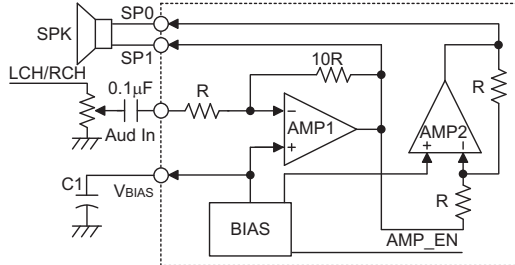 SP0
SPK
SP1
LCH/RCH
10R
0.1μF
R
R
AMP1
AMP2
Aud In
+
−
+
−
C1
VBIAS
R
BIAS
AMP_EN